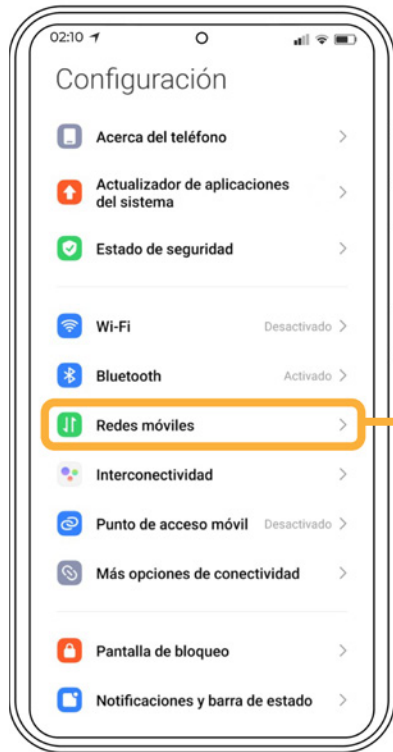 02:10
Configuración
Acerca del teléfono
Actualizador de aplicaciones
del sistema
Estado de seguridad
Wi-Fi Desactivado
Bluetooth Activado
Redes móviles
Interconectividad
Punto de acceso móvil Desactivado
Más opciones de conectividad
Pantalla de bloqueo
Notificaciones y barra de estado